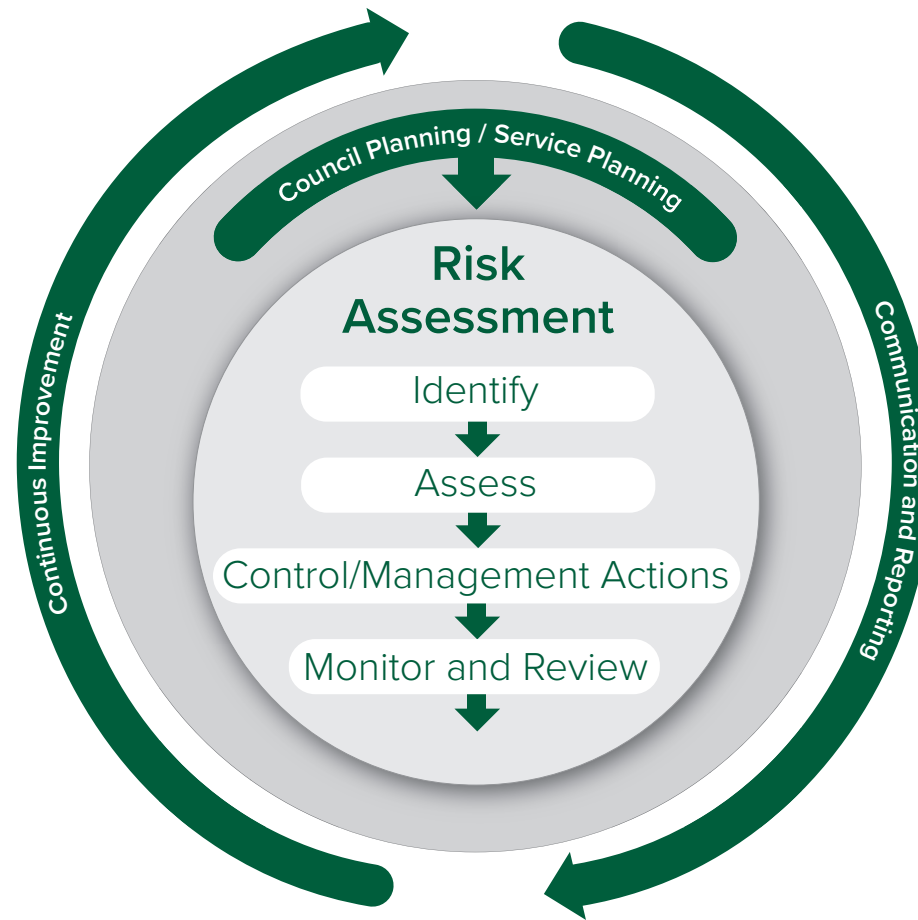 Council Planning / Service Planning
Risk
Assessment
Identify
Assess
Control/Management Actions
Monitor and Review
Continuous Improvement
Communication and Reporting